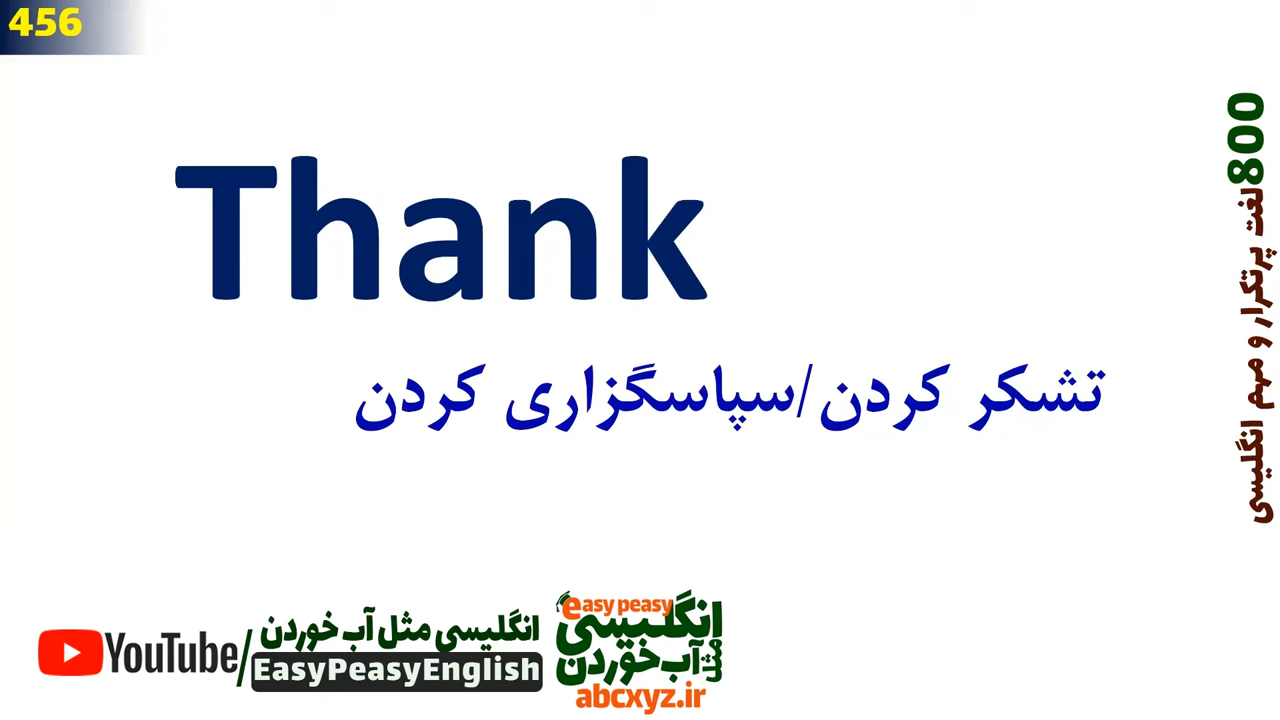 456
Thank
تشکر کردن/سپاسگزاری کردن
800 لغت پرتکرار و مهم انگلیسی
YouTube/
انگلیسی مثل آب خوردن
EasyPeasyEnglish
easy peasy
انگلیسی
مثل
آب خوردن
abcxyz.ir